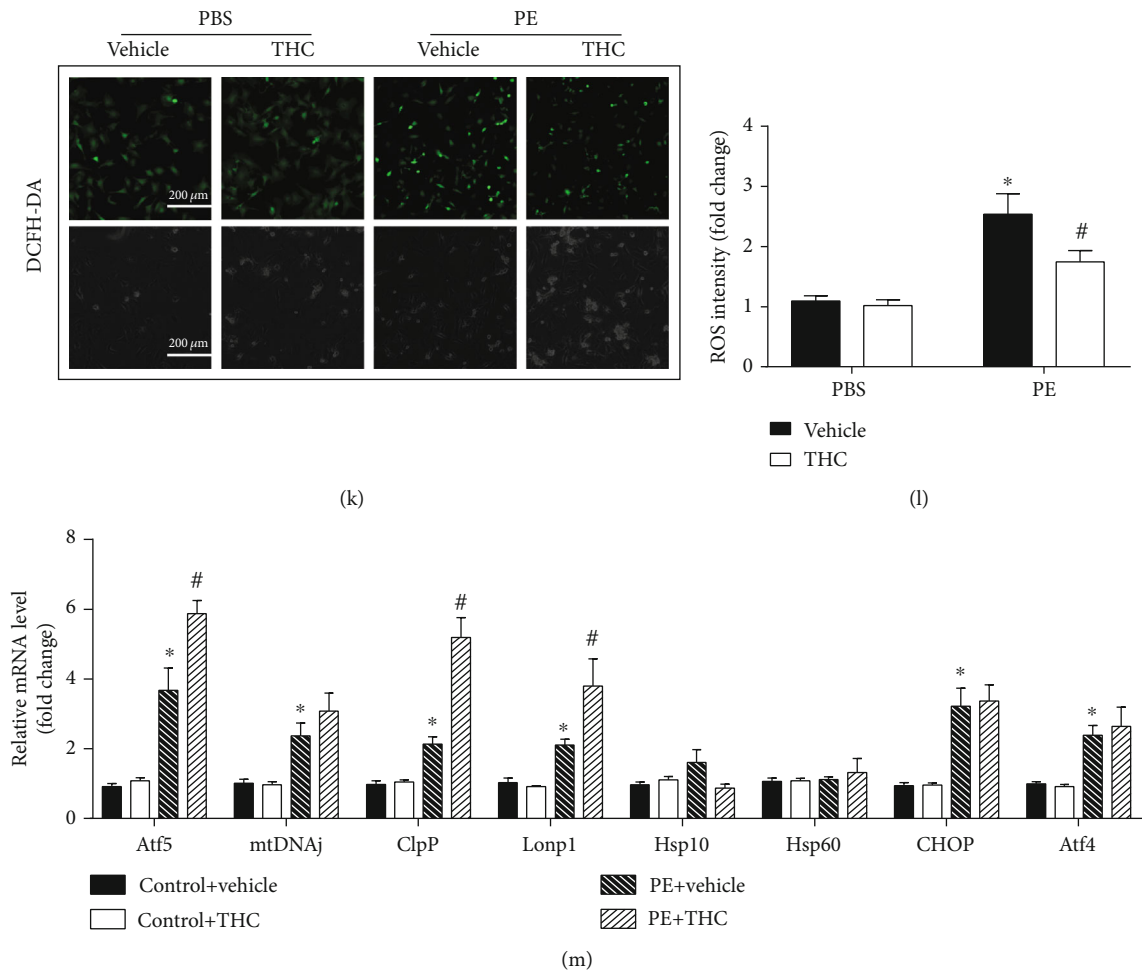 PBS PE
Vehicle THC Vehicle THC
DCFH-DA
200 μm
200 μm
(k)
ROS intensity (fold change)
4
3
2
1
0
*
#
PBS PE
Vehicle
THC
(l)
Relative mRNA level
(fold change)
8
6
4
2
0
* # * * # * # * *
Atf5 mtDNAj ClpP Lonp1 Hsp10 Hsp60 CHOP Atf4
Control+vehicle PE+vehicle
Control+THC PE+THC
(m)